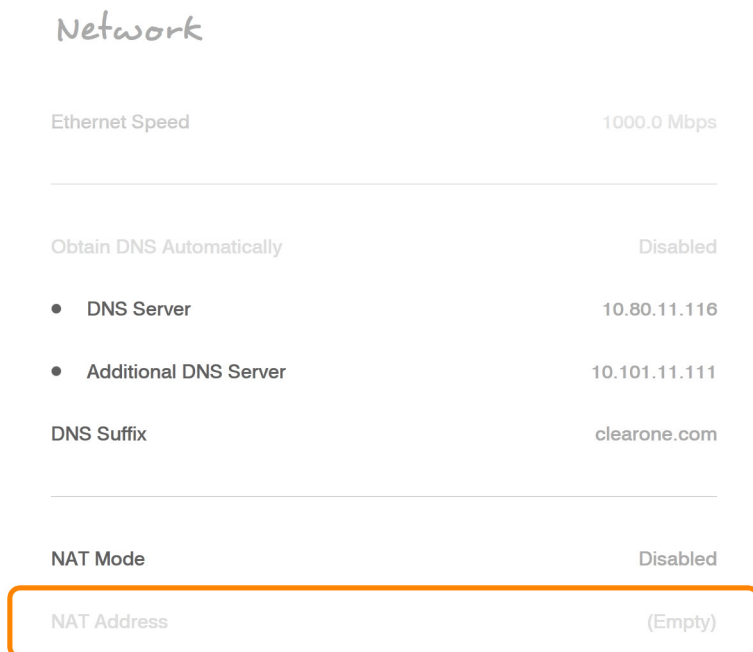 Network
Ethernet Speed 1000.0 Mbps
Obtain DNS Automatically Disabled
• DNS Server 10.80.11.116
• Additional DNS Server 10.101.11.111
DNS Suffix clearone.com
NAT Mode Disabled
NAT Address (Empty)